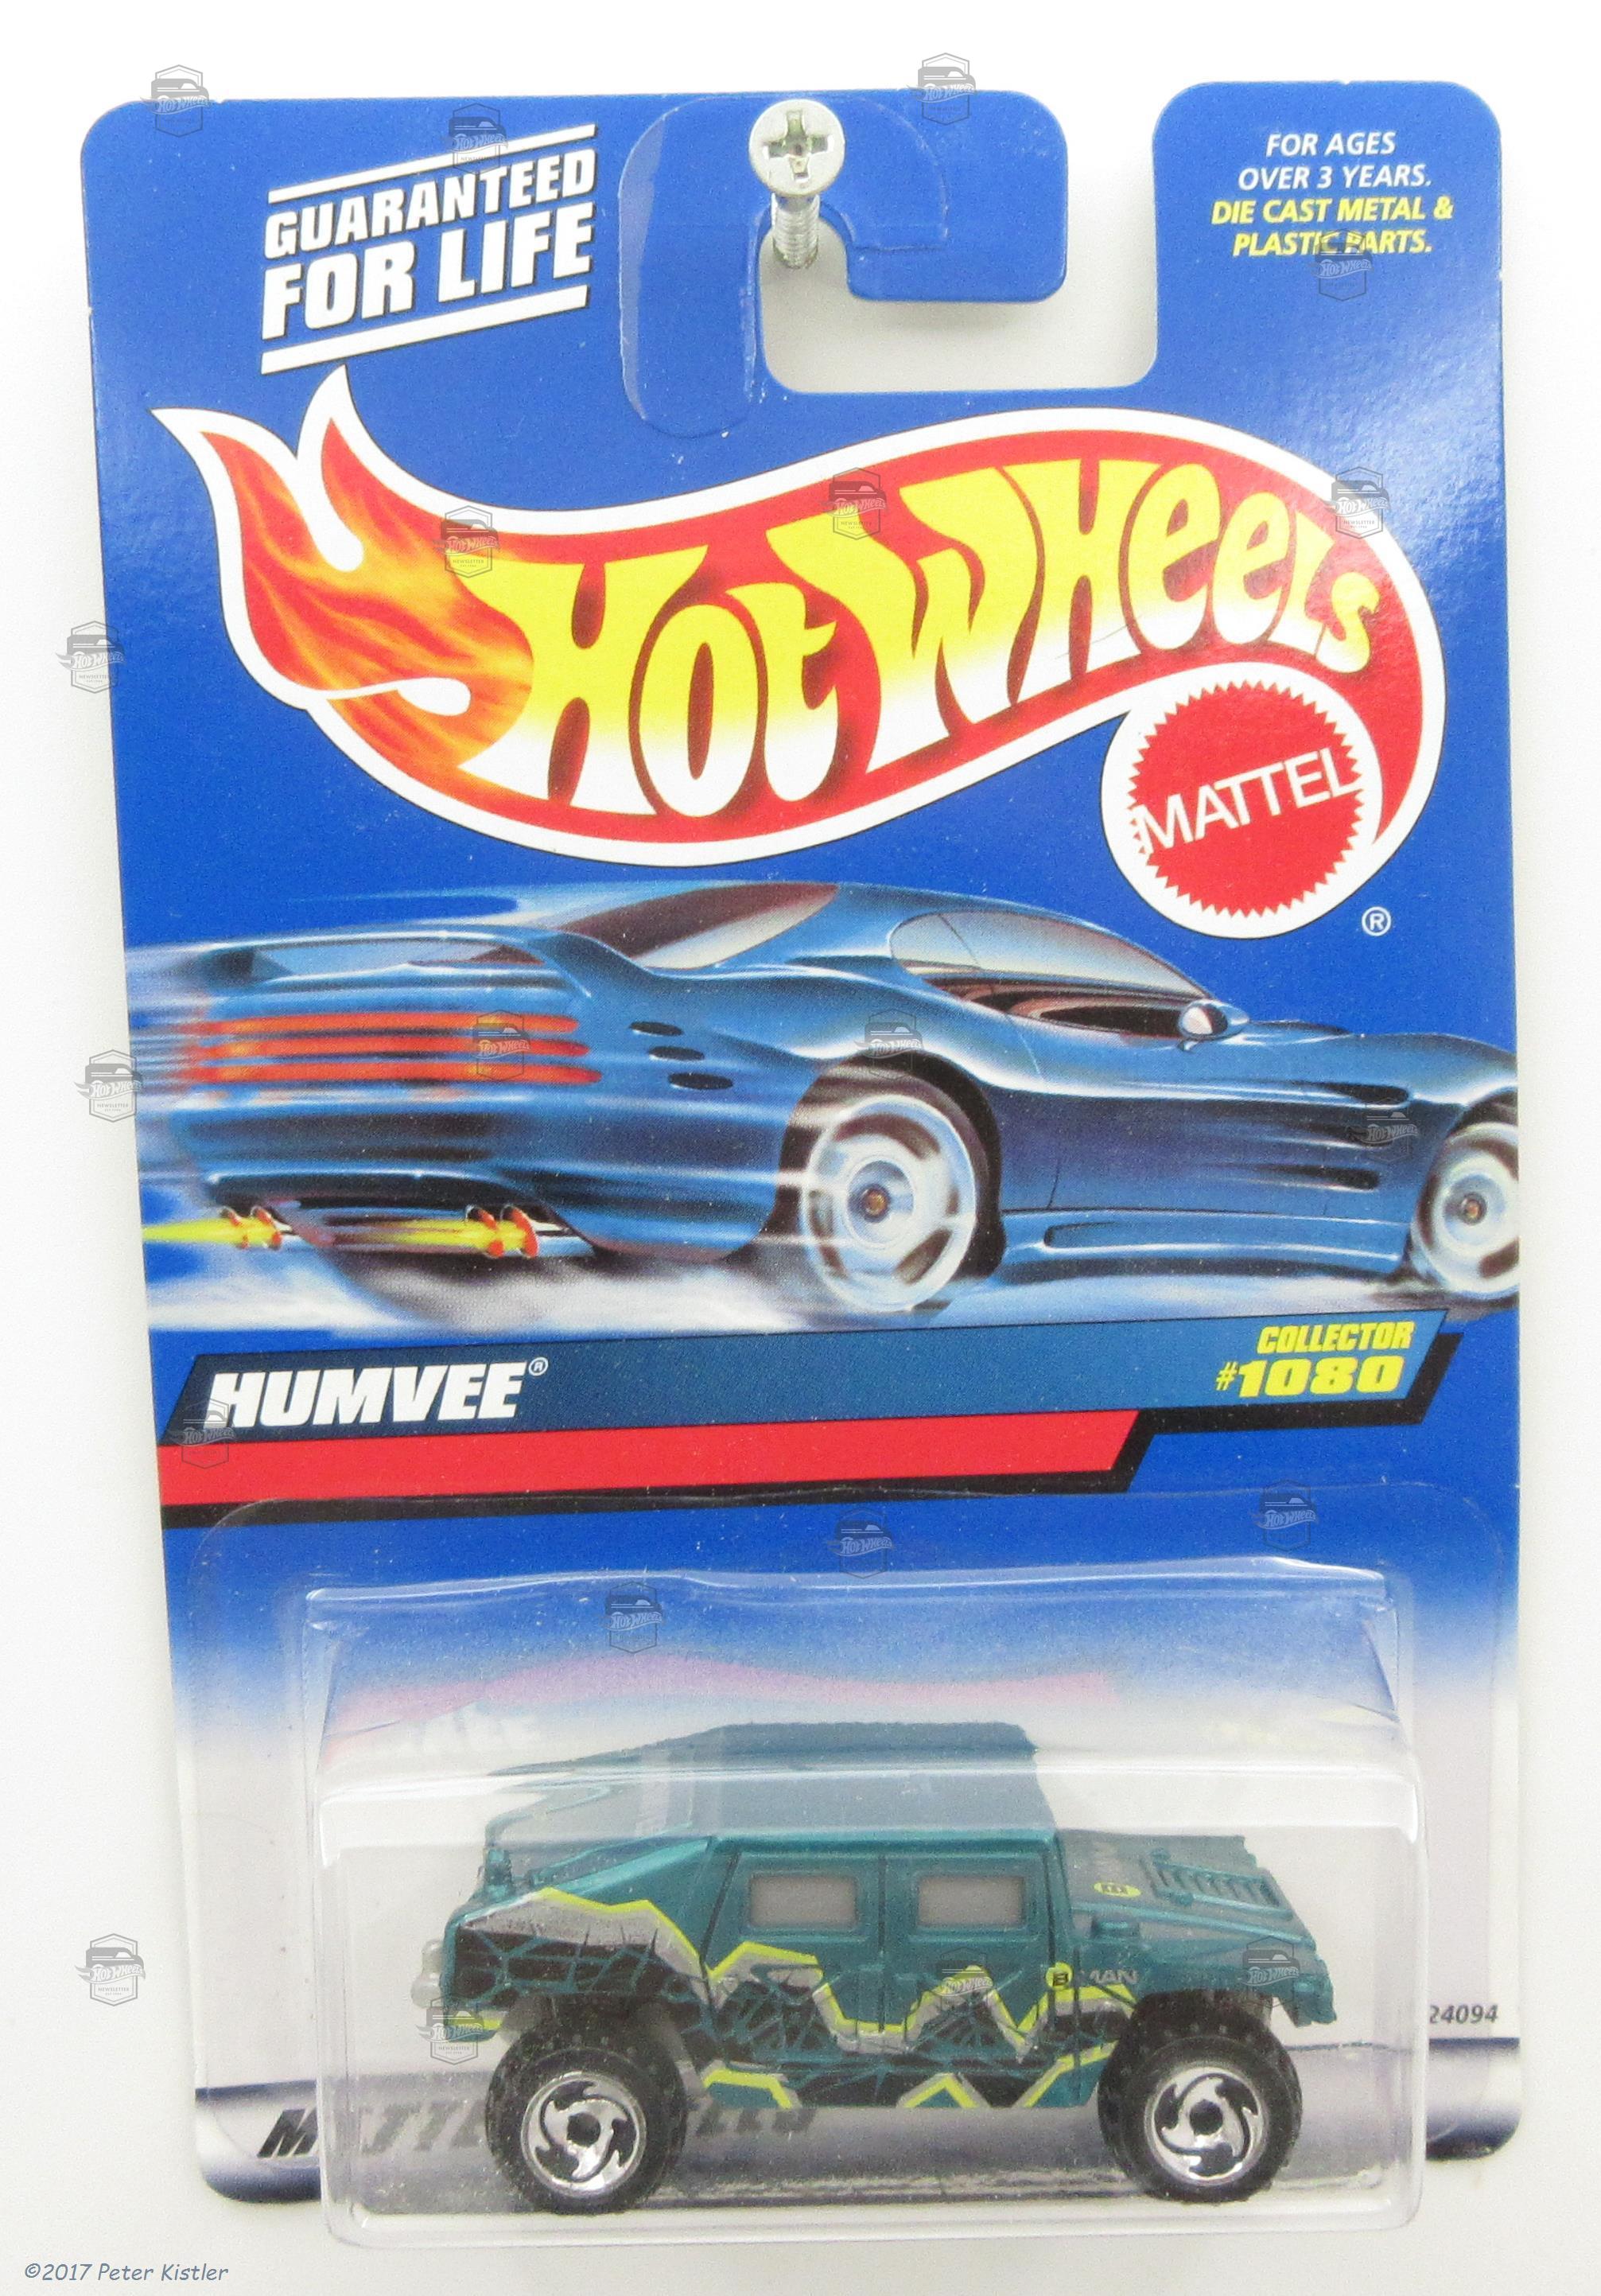 GUARANTEED
FOR LIFE
FOR AGES
OVER 3 YEARS.
DIE CAST METAL &
PLASTIC PARTS.
HOT WHEELS
MATTEL
®
HUMVEE®
COLLECTOR
#1080
MAN
24094
©2017 Peter Kistler